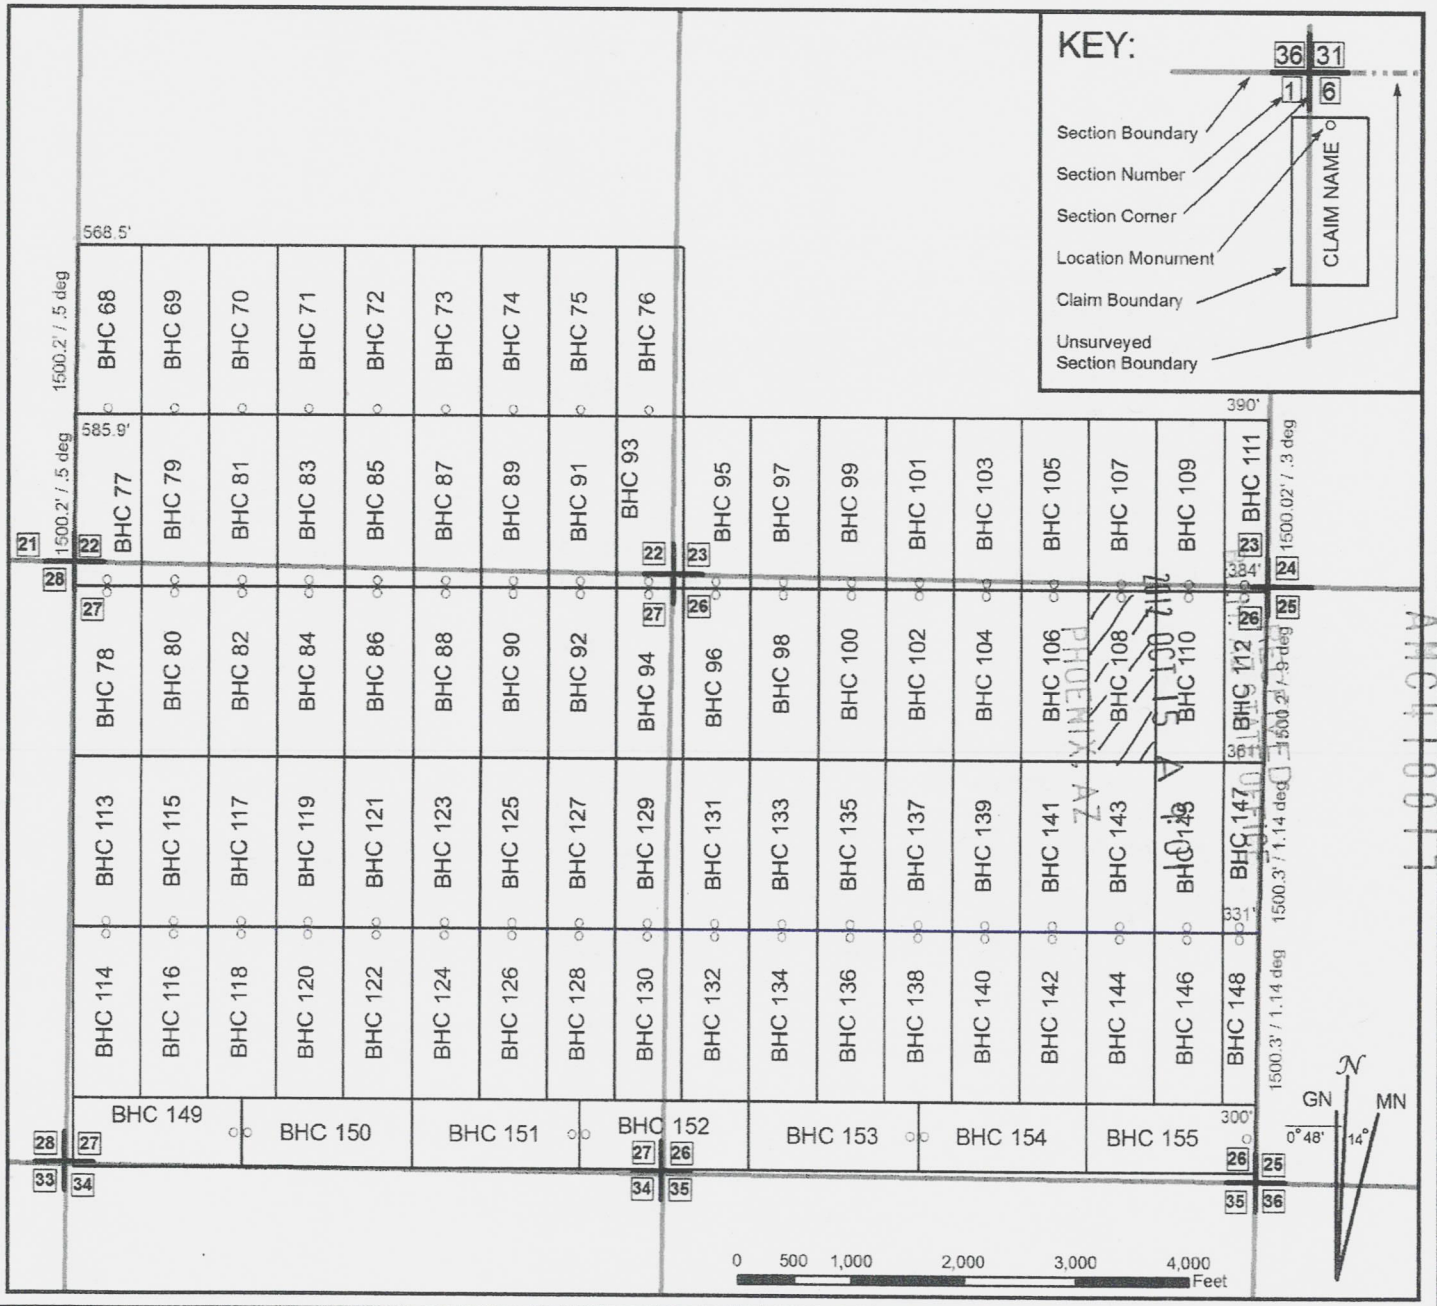 KEY:
36 31
1 6
Section Boundary
Section Number
Section Corner
Location Monument
Claim Boundary
Unsurveyed
Section Boundary
CLAIM NAME
568.5'
1500.2' / .5 deg
BHC 68
BHC 69
BHC 70
BHC 71
BHC 72
BHC 73
BHC 74
BHC 75
BHC 76
585.9'
390'
1500.2' / .5 deg
BHC 77
BHC 79
BHC 81
BHC 83
BHC 85
BHC 87
BHC 89
BHC 91
BHC 93
BHC 95
BHC 97
BHC 99
BHC 101
BHC 103
BHC 105
BHC 107
BHC 109
BHC 111
1500.02' / .3 deg
21 22
28 27
22 23
27 26
23 24
384'
26 25
BHC 78
BHC 80
BHC 82
BHC 84
BHC 86
BHC 88
BHC 90
BHC 92
BHC 94
BHC 96
BHC 98
BHC 100
BHC 102
BHC 104
BHC 106
BHC 108
BHC 110
BHC 112
1500.2' / .9 deg
361'
RECEIVED
STATE OFFICE
2012 OCT 15 A
PHOENIX, AZ
BHC 113
BHC 115
BHC 117
BHC 119
BHC 121
BHC 123
BHC 125
BHC 127
BHC 129
BHC 131
BHC 133
BHC 135
BHC 137
BHC 139
BHC 141
BHC 143
BHC 145
BHC 147
1500.3' / 1.14 deg
331'
BHC 114
BHC 116
BHC 118
BHC 120
BHC 122
BHC 124
BHC 126
BHC 128
BHC 130
BHC 132
BHC 134
BHC 136
BHC 138
BHC 140
BHC 142
BHC 144
BHC 146
BHC 148
1500.3' / 1.14 deg
BHC 149
BHC 150
BHC 151
BHC 152
BHC 153
BHC 154
BHC 155
300'
28 27
33 34
27 26
34 35
26 25
35 36
N
GN MN
0°48' 14°
0 500 1,000 2,000 3,000 4,000
Feet